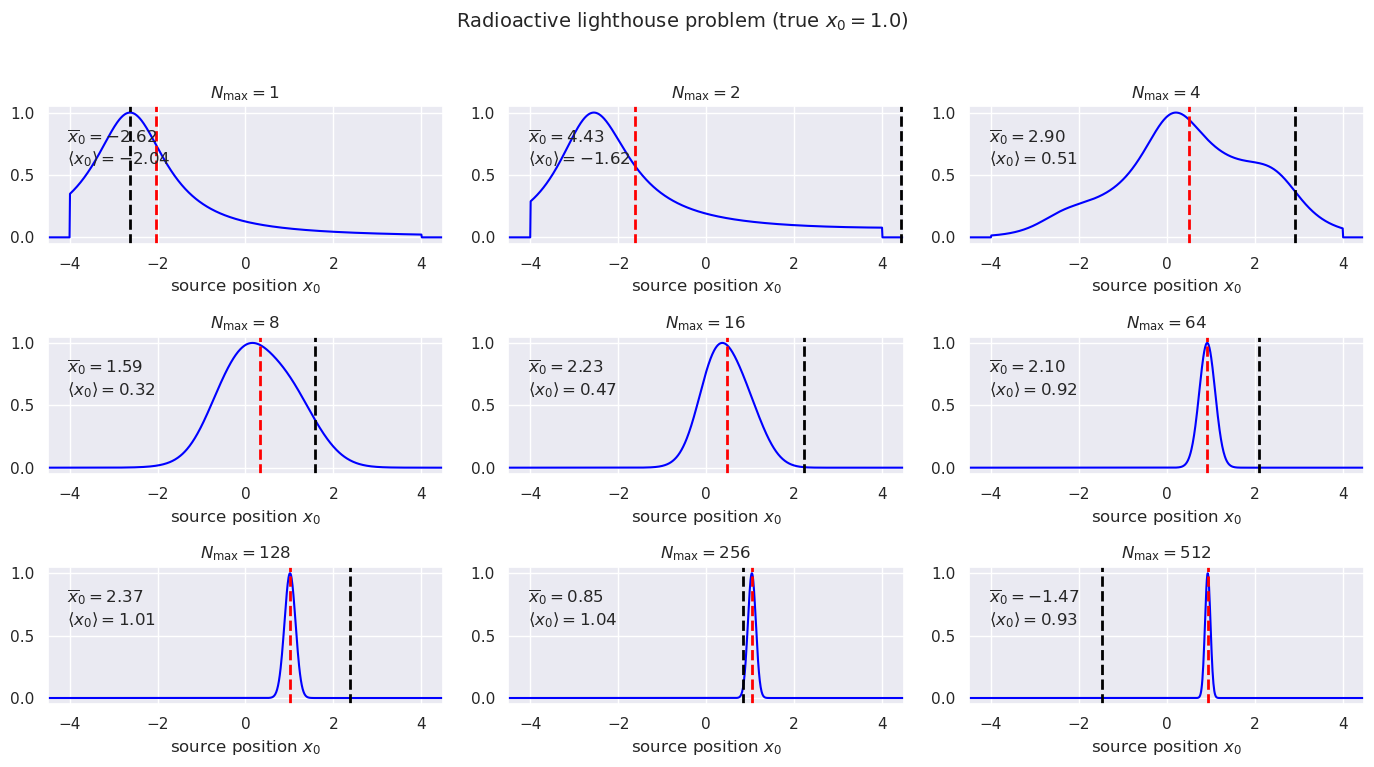 Radioactive lighthouse problem (true x₀ = 1.0)
N_max = 1
1.0
0.5
0.0
x̅₀ = −2.62
⟨x₀⟩ = −2.04
−4 −2 0 2 4
source position x₀
N_max = 2
1.0
0.5
0.0
x̅₀ = 4.43
⟨x₀⟩ = −1.62
−4 −2 0 2 4
source position x₀
N_max = 4
1.0
0.5
0.0
x̅₀ = 2.90
⟨x₀⟩ = 0.51
−4 −2 0 2 4
source position x₀
N_max = 8
1.0
0.5
0.0
x̅₀ = 1.59
⟨x₀⟩ = 0.32
−4 −2 0 2 4
source position x₀
N_max = 16
1.0
0.5
0.0
x̅₀ = 2.23
⟨x₀⟩ = 0.47
−4 −2 0 2 4
source position x₀
N_max = 64
1.0
0.5
0.0
x̅₀ = 2.10
⟨x₀⟩ = 0.92
−4 −2 0 2 4
source position x₀
N_max = 128
1.0
0.5
0.0
x̅₀ = 2.37
⟨x₀⟩ = 1.01
−4 −2 0 2 4
source position x₀
N_max = 256
1.0
0.5
0.0
x̅₀ = 0.85
⟨x₀⟩ = 1.04
−4 −2 0 2 4
source position x₀
N_max = 512
1.0
0.5
0.0
x̅₀ = −1.47
⟨x₀⟩ = 0.93
−4 −2 0 2 4
source position x₀